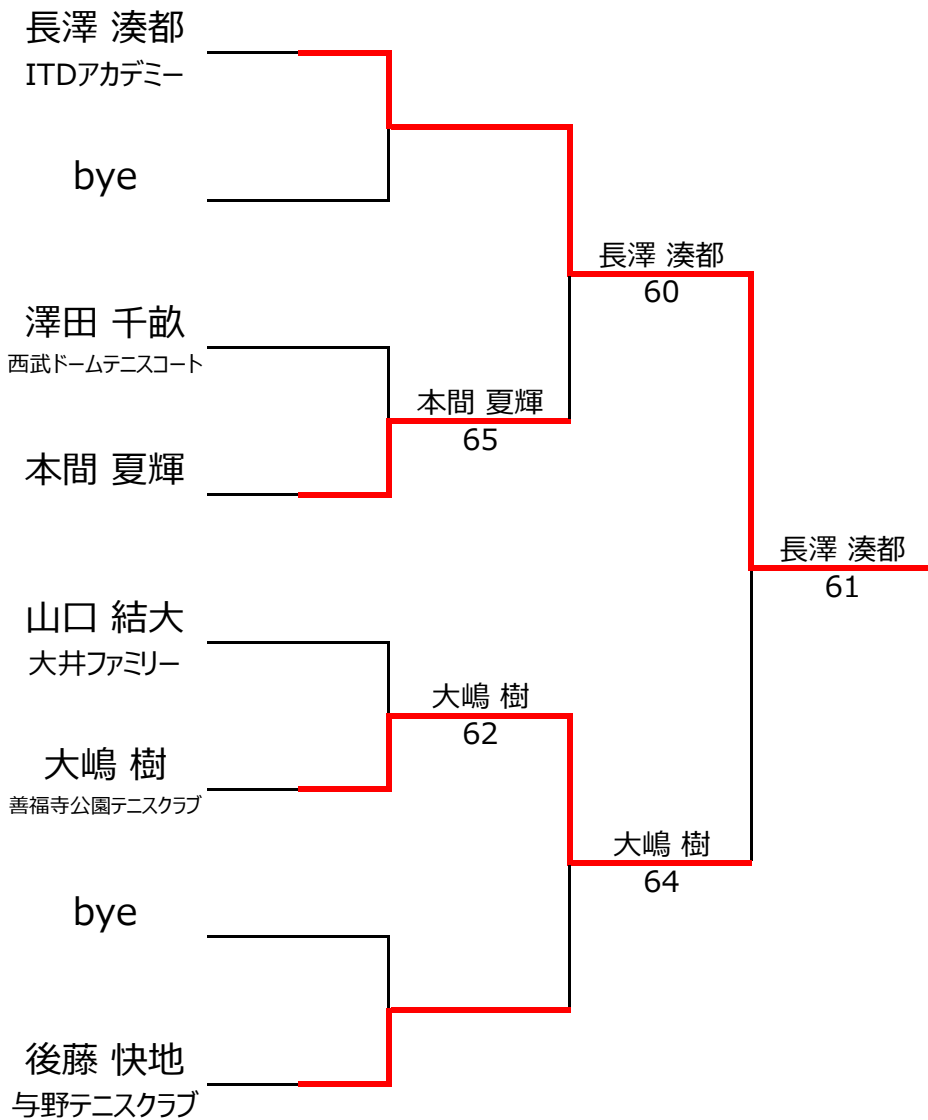 長澤 湊都
ITDアカデミー
bye
澤田 千畝
西武ドームテニスコート
本間 夏輝
山口 結大
大井ファミリー
大嶋 樹
善福寺公園テニスクラブ
bye
後藤 快地
与野テニスクラブ
本間 夏輝
65
大嶋 樹
62
長澤 湊都
60
大嶋 樹
64
長澤 湊都
61